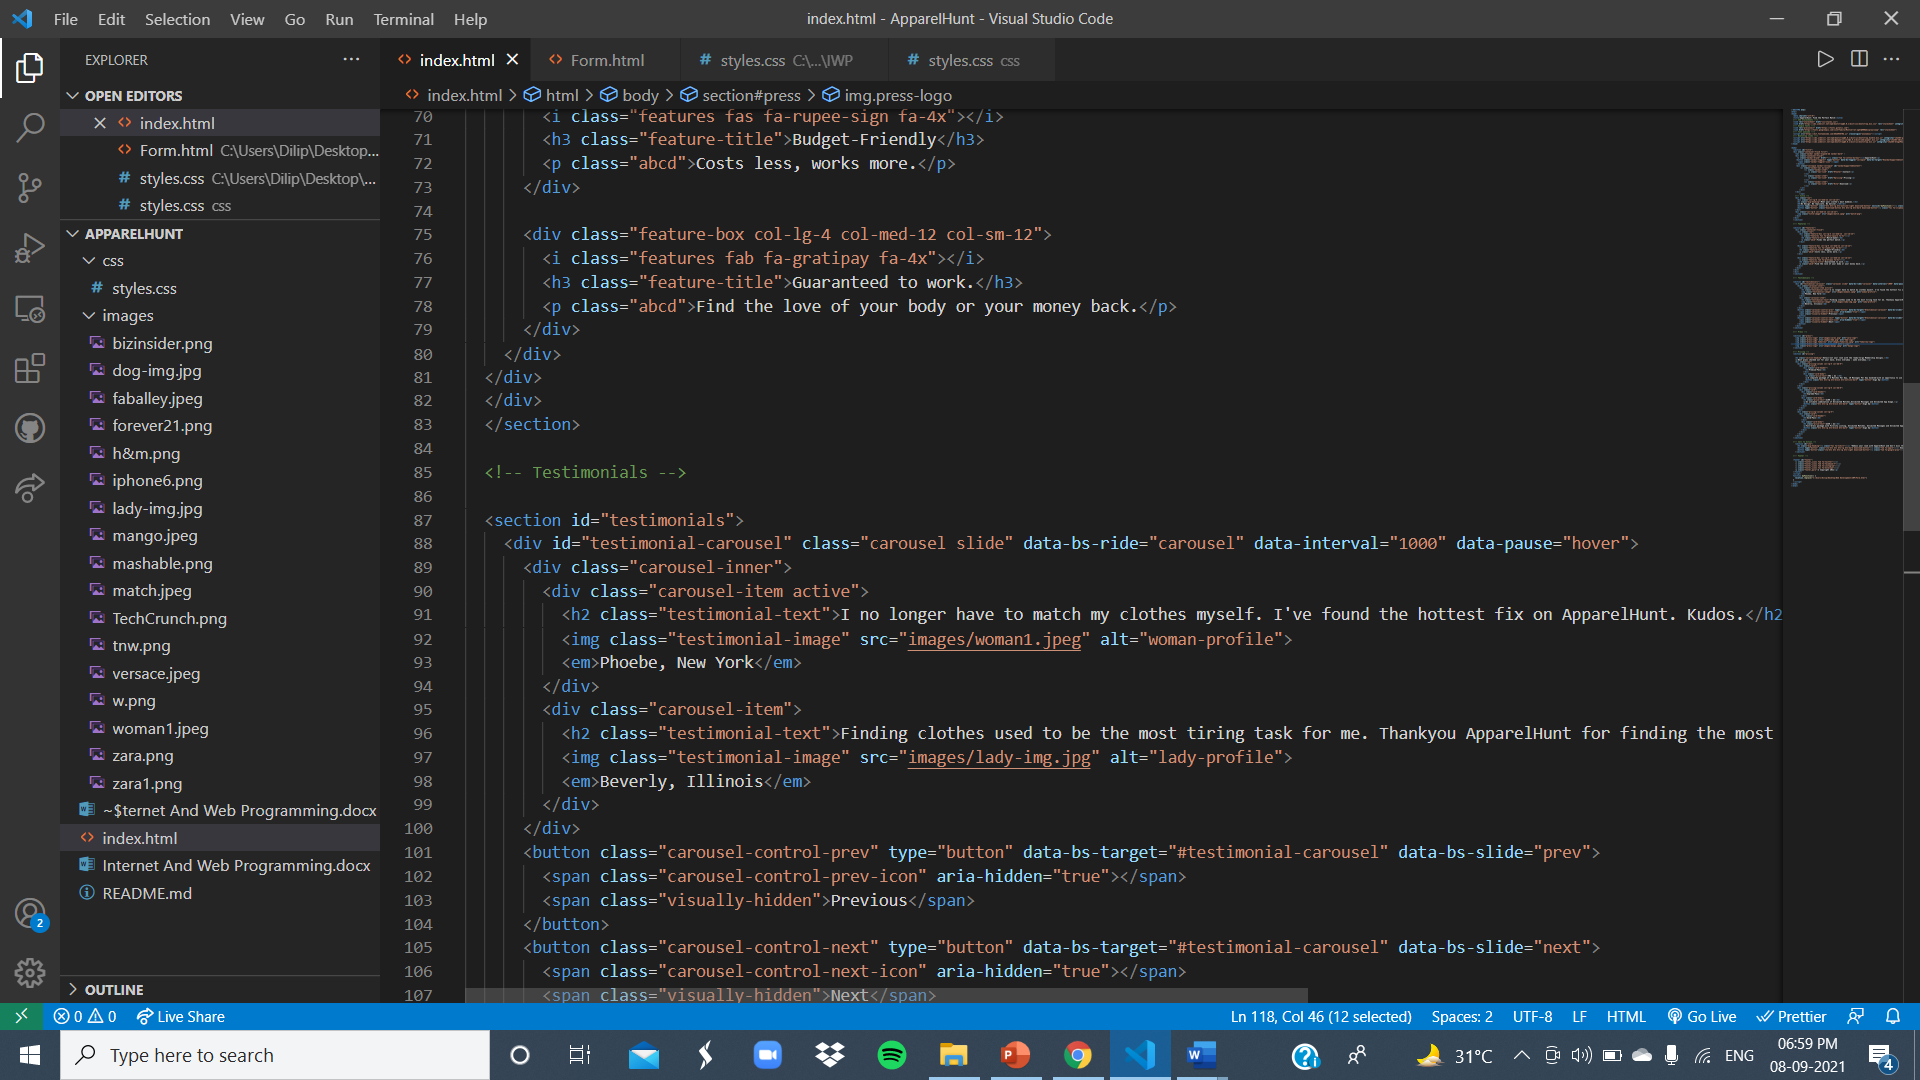 File Edit Selection View Go Run Terminal Help
index.html - ApparelHunt - Visual Studio Code
EXPLORER
OPEN EDITORS
index.html
Form.html C:\Users\Dilip\Desktop...
styles.css C:\Users\Dilip\Desktop\...
styles.css css
APPARELHUNT
css
styles.css
images
bizinsider.png
dog-img.jpg
faballey.jpeg
forever21.png
h&m.png
iphone6.png
lady-img.jpg
mango.jpeg
mashable.png
match.jpeg
TechCrunch.png
tnw.png
versace.jpeg
w.png
woman1.jpeg
zara.png
zara1.png
~$ternet And Web Programming.docx
index.html
Internet And Web Programming.docx
README.md
OUTLINE
index.html Form.html styles.css C:\...\IWP styles.css css
index.html > html > body > section#press > img.press-logo
70 <i class="features fas fa-rupee-sign fa-4x"></i>
71 <h3 class="feature-title">Budget-Friendly</h3>
72 <p class="abcd">Costs less, works more.</p>
73 </div>
74
75 <div class="feature-box col-lg-4 col-med-12 col-sm-12">
76 <i class="features fab fa-gratipay fa-4x"></i>
77 <h3 class="feature-title">Guaranteed to work.</h3>
78 <p class="abcd">Find the love of your body or your money back.</p>
79 </div>
80 </div>
81 </div>
82 </div>
83 </section>
84
85 <!-- Testimonials -->
86
87 <section id="testimonials">
88 <div id="testimonial-carousel" class="carousel slide" data-bs-ride="carousel" data-interval="1000" data-pause="hover">
89 <div class="carousel-inner">
90 <div class="carousel-item active">
91 <h2 class="testimonial-text">I no longer have to match my clothes myself. I've found the hottest fix on ApparelHunt. Kudos.</h2
92 <img class="testimonial-image" src="images/woman1.jpeg" alt="woman-profile">
93 <em>Phoebe, New York</em>
94 </div>
95 <div class="carousel-item">
96 <h2 class="testimonial-text">Finding clothes used to be the most tiring task for me. Thankyou ApparelHunt for finding the most
97 <img class="testimonial-image" src="images/lady-img.jpg" alt="lady-profile">
98 <em>Beverly, Illinois</em>
99 </div>
100 </div>
101 <button class="carousel-control-prev" type="button" data-bs-target="#testimonial-carousel" data-bs-slide="prev">
102 <span class="carousel-control-prev-icon" aria-hidden="true"></span>
103 <span class="visually-hidden">Previous</span>
104 </button>
105 <button class="carousel-control-next" type="button" data-bs-target="#testimonial-carousel" data-bs-slide="next">
106 <span class="carousel-control-next-icon" aria-hidden="true"></span>
107 <span class="visually-hidden">Next</span>
2
0 0 Live Share
Ln 118, Col 46 (12 selected) Spaces: 2 UTF-8 LF HTML Go Live Prettier
Type here to search
31°C ENG
06:59 PM
08-09-2021
4